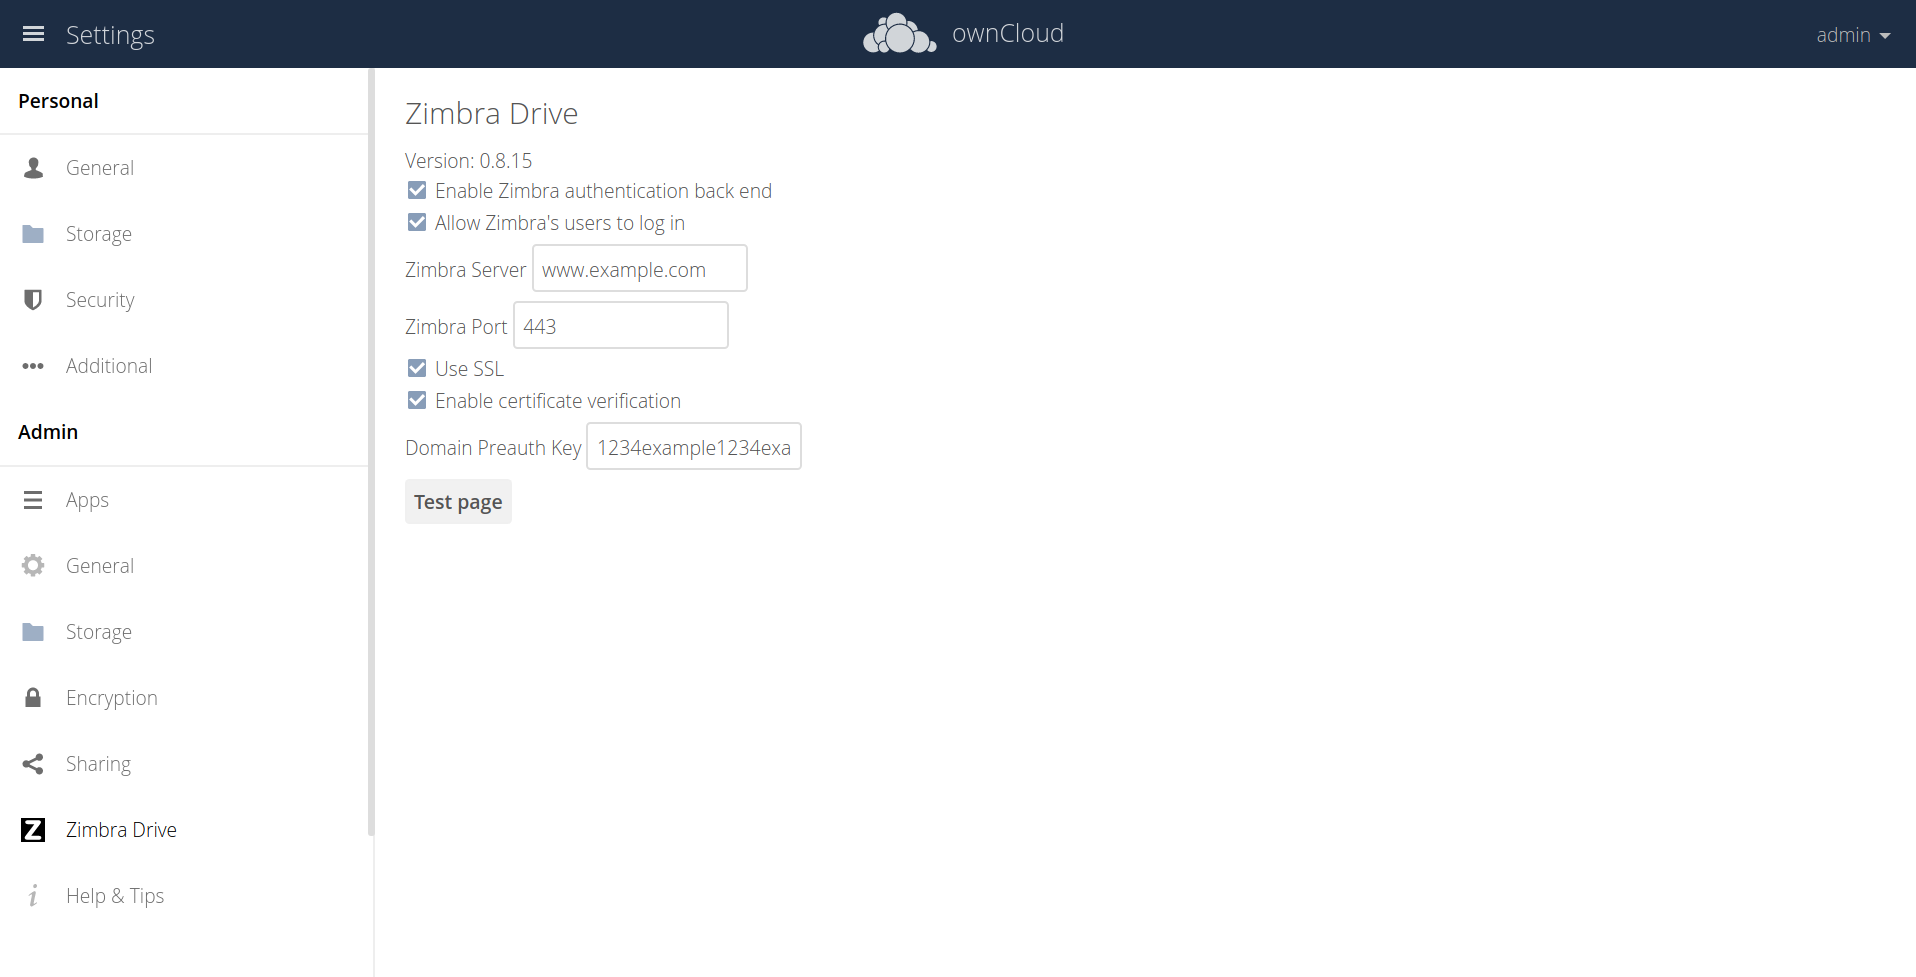 Settings
ownCloud
admin
Personal
General
Storage
Security
Additional
Admin
Apps
General
Storage
Encryption
Sharing
Z
Zimbra Drive
i
Help & Tips
Zimbra Drive
Version: 0.8.15
Enable Zimbra authentication back end
Allow Zimbra's users to log in
Zimbra Server www.example.com
Zimbra Port 443
Use SSL
Enable certificate verification
Domain Preauth Key 1234example1234exa
Test page